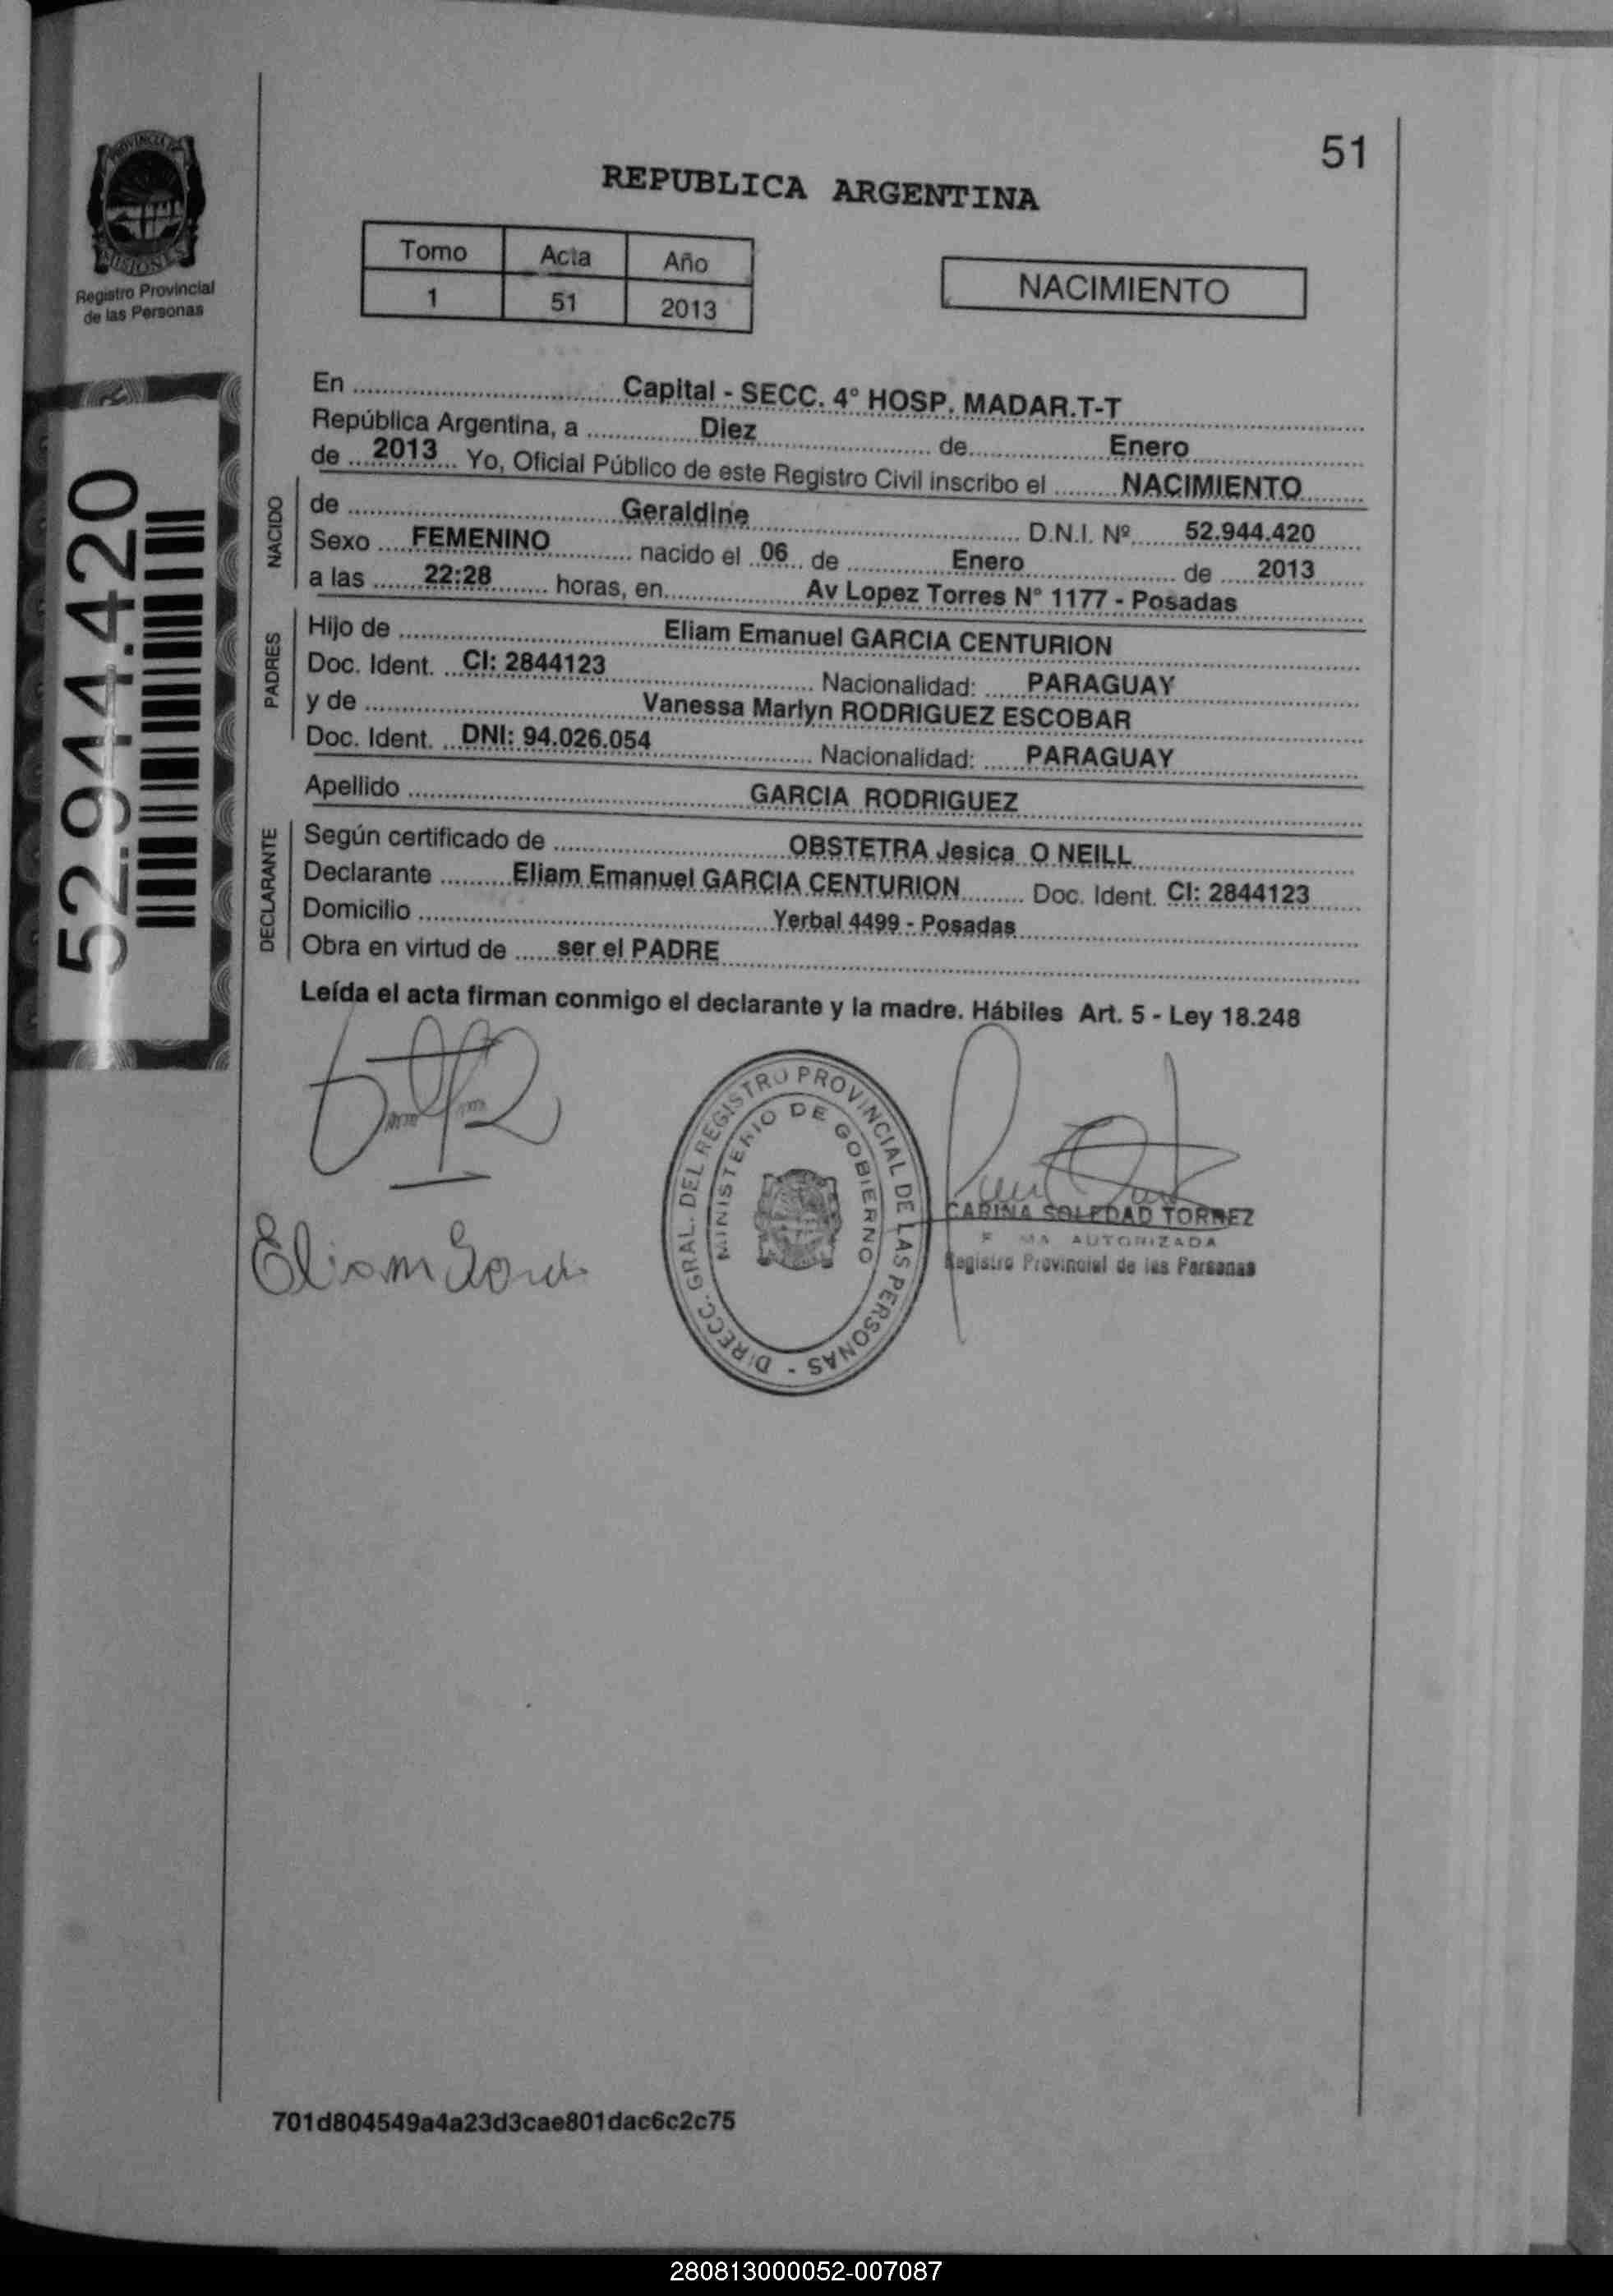 51
PROVINCIA DE
MISIONES
Registro Provincial
de las Personas
REPUBLICA ARGENTINA
Tomo Acta Año
1 51 2013
NACIMIENTO
52.944.420
En Capital - SECC. 4° HOSP. MADAR.T-T
República Argentina, a Diez de Enero
de 2013 Yo, Oficial Público de este Registro Civil inscribo el NACIMIENTO
NACIDO
de Geraldine D.N.I. Nº 52.944.420
Sexo FEMENINO nacido el 06 de Enero de 2013
a las 22:28 horas, en Av Lopez Torres N° 1177 - Posadas
PADRES
Hijo de Eliam Emanuel GARCIA CENTURION
Doc. Ident. CI: 2844123 Nacionalidad: PARAGUAY
y de Vanessa Marlyn RODRIGUEZ ESCOBAR
Doc. Ident. DNI: 94.026.054 Nacionalidad: PARAGUAY
Apellido GARCIA RODRIGUEZ
DECLARANTE
Según certificado de OBSTETRA Jesica O NEILL
Declarante Eliam Emanuel GARCIA CENTURION Doc. Ident. CI: 2844123
Domicilio Yerbal 4499 - Posadas
Obra en virtud de ser el PADRE
Leída el acta firman conmigo el declarante y la madre. Hábiles Art. 5 - Ley 18.248
DIRECC. GRAL. DEL REGISTRO PROVINCIAL DE LAS PERSONAS -
MINISTERIO DE GOBIERNO
CARINA SOLEDAD TORREZ
AUTORIZADA
Registro Provincial de las Personas
Eliam
701d804549a4a23d3cae801dac6c2c75
280813000052-007087